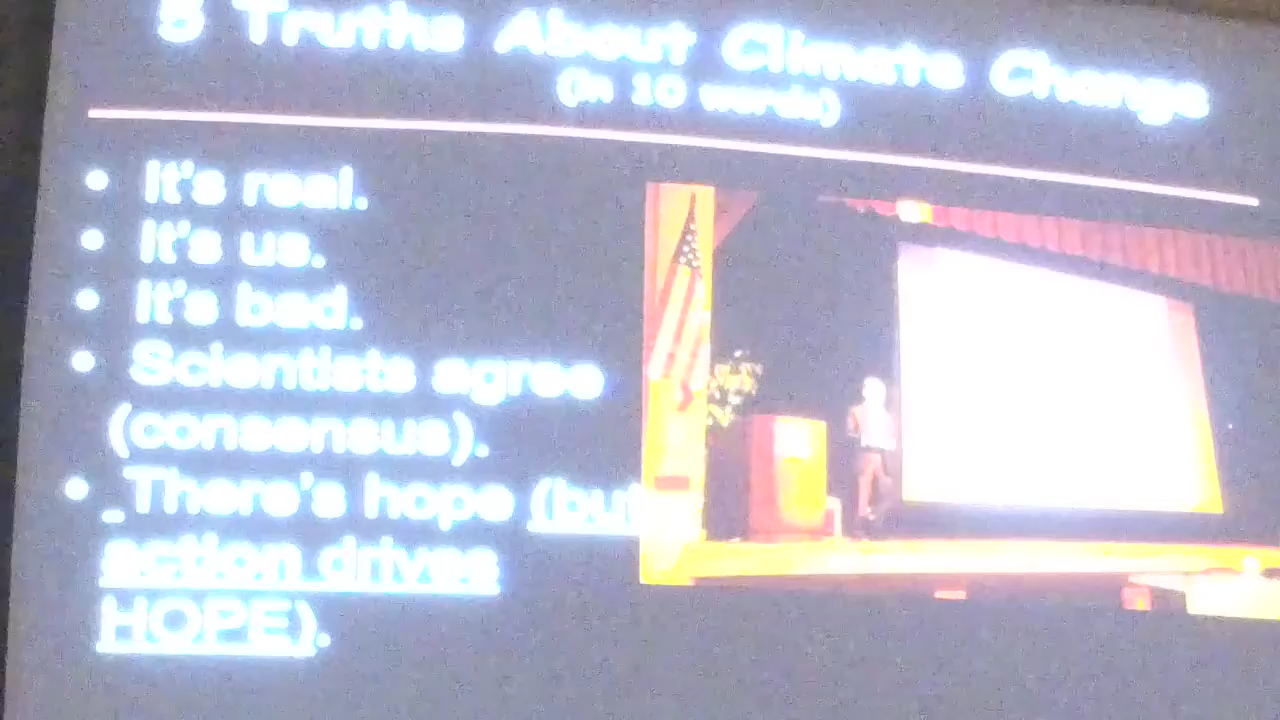 5 Truths About Climate Change
(in 10 words)
• It's real.
• It's us.
• It's bad.
• Scientists agree
(consensus).
• There's hope (but
action drives
HOPE).